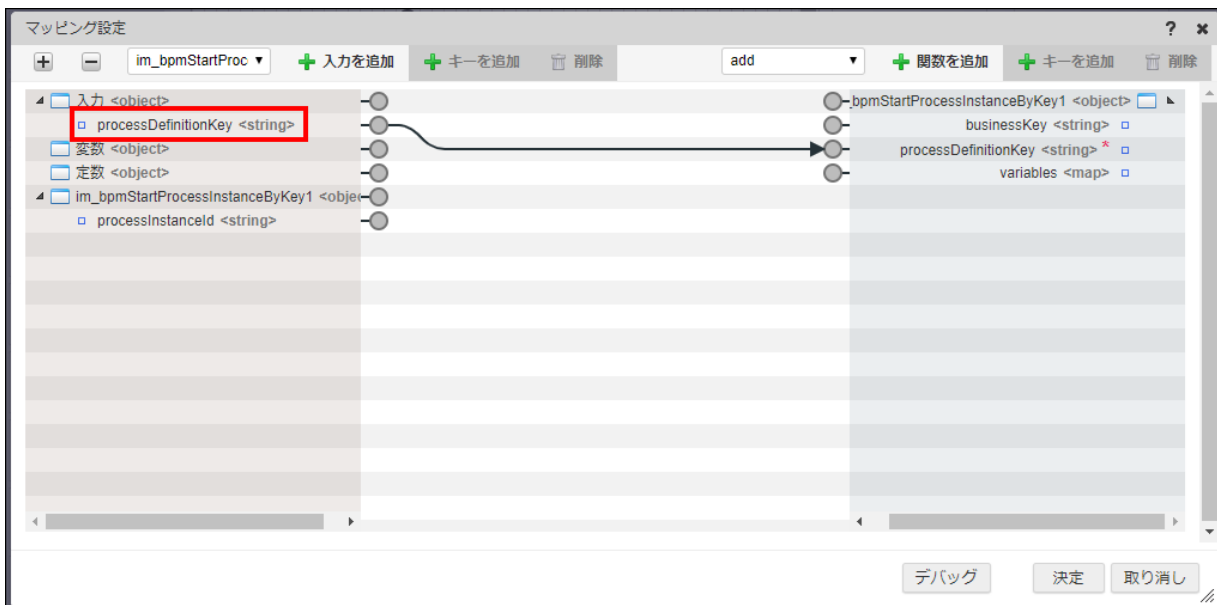 マッピング設定 ? ×
im_bpmStartProc ▼ 入力を追加 キーを追加 削除 add ▼ 関数を追加 キーを追加 削除
入力 <object> _bpmStartProcessInstanceByKey1 <object>
processDefinitionKey <string> businessKey <string>
変数 <object> processDefinitionKey <string> *
定数 <object> variables <map>
im_bpmStartProcessInstanceByKey1 <objec
processInstanceId <string>
デバッグ 決定 取り消し